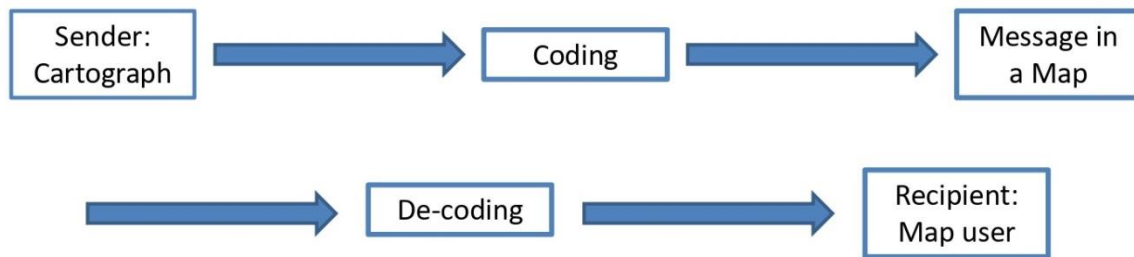 Sender:
Cartograph
Coding
Message in
a Map
De-coding
Recipient:
Map user